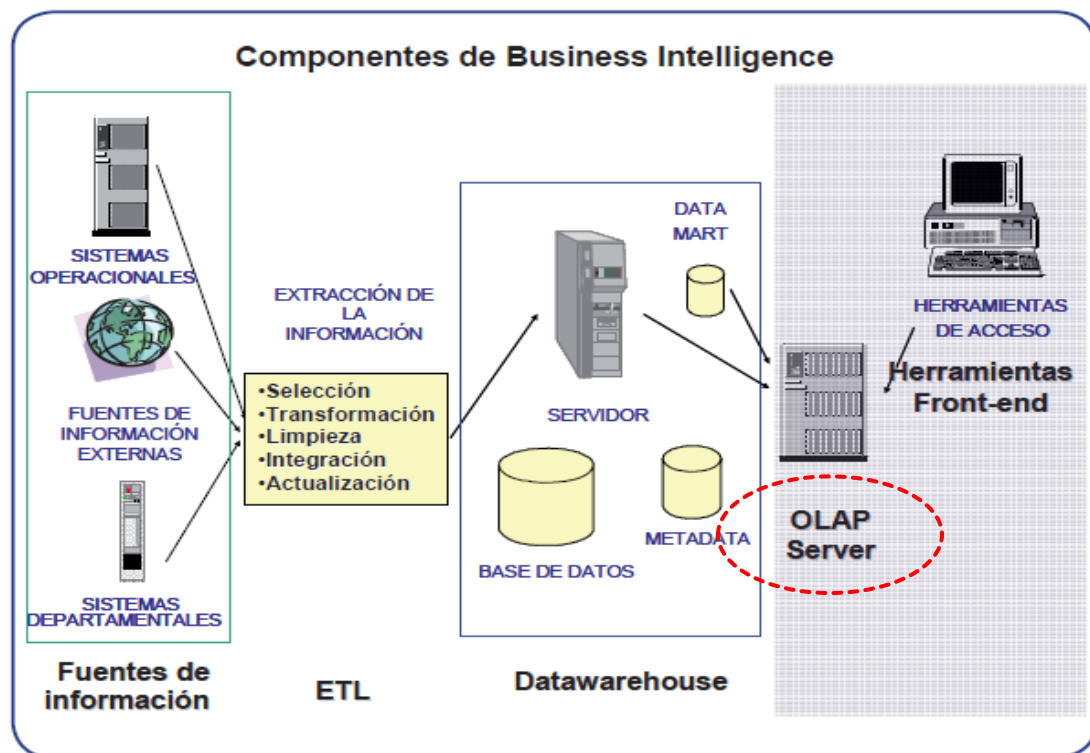 Componentes de Business Intelligence
SISTEMAS
OPERACIONALES
FUENTES DE
INFORMACIÓN
EXTERNAS
SISTEMAS
DEPARTAMENTALES
Fuentes de
información
EXTRACCIÓN DE
LA
INFORMACIÓN
•Selección
•Transformación
•Limpieza
•Integración
•Actualización
ETL
DATA
MART
SERVIDOR
BASE DE DATOS
METADATA
Datawarehouse
OLAP
Server
HERRAMIENTAS
DE ACCESO
Herramientas
Front-end